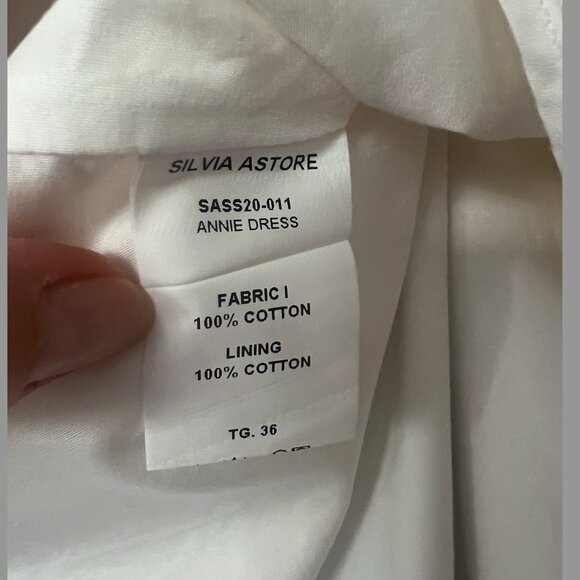 SILVIA ASTORE
SASS20-011
ANNIE DRESS
FABRIC I
100% COTTON
LINING
100% COTTON
TG. 36